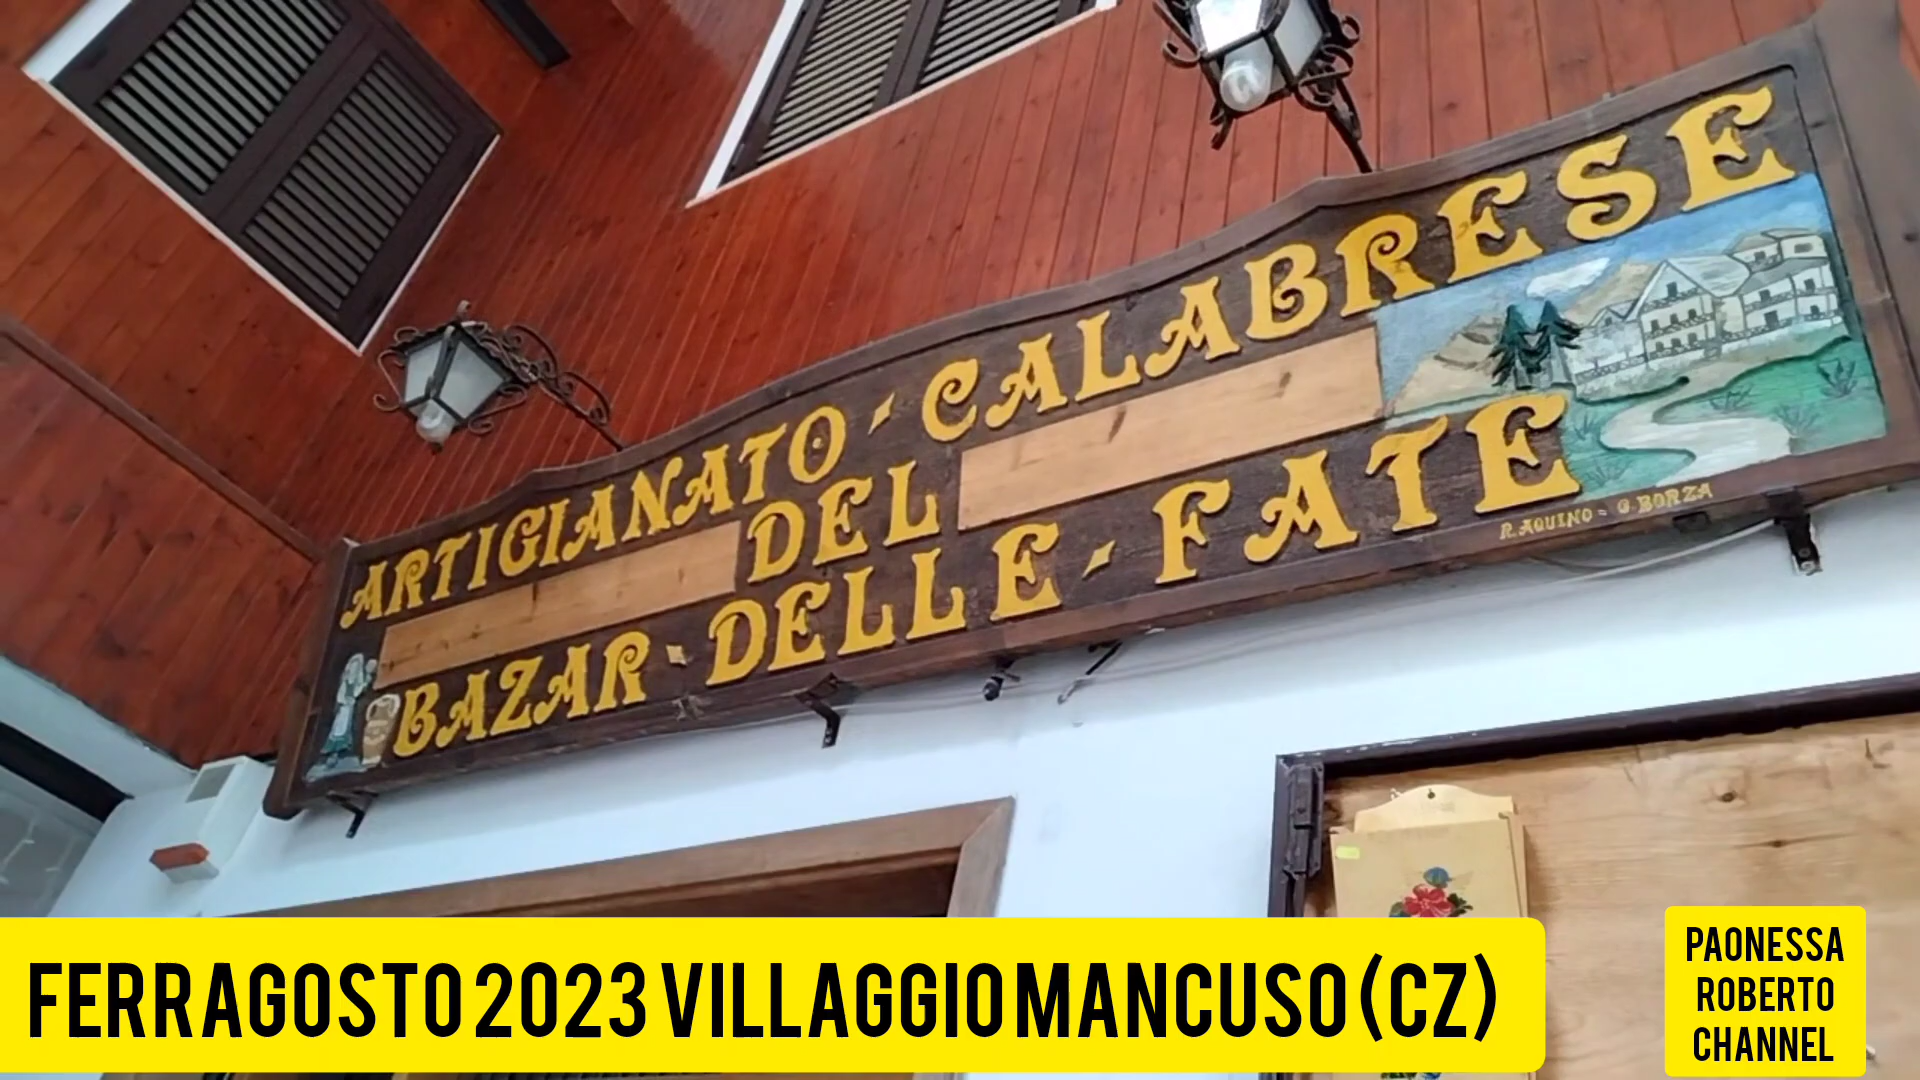 ARTIGIANATO - CALABRESE
DEL
BAZAR - DELLE - FATE
R. AQUINO = G. BORZA
FERRAGOSTO 2023 VILLAGGIO MANCUSO (CZ)
PAONESSA
ROBERTO
CHANNEL